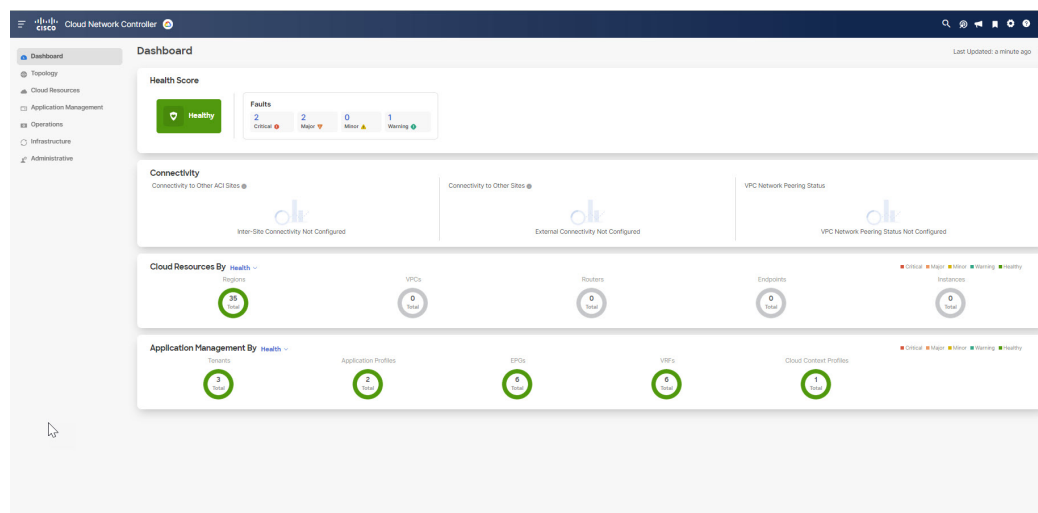 CISCO Cloud Network Controller
Dashboard
Topology
Cloud Resources
Application Management
Operations
Infrastructure
Administrative
Dashboard
Last Updated: a minute ago
Health Score
Healthy
Faults
2 2 0 1
Critical Major Minor Warning
Connectivity
Connectivity to Other ACI Sites Connectivity to Other Sites VPC Network Peering Status
Inter-Site Connectivity Not Configured External Connectivity Not Configured VPC Network Peering Status Not Configured
Cloud Resources By Health
Critical Major Minor Warning Healthy
Regions VPCs Routers Endpoints Instances
35 0 0 0 0
Total Total Total Total Total
Application Management By Health
Critical Major Minor Warning Healthy
Tenants Application Profiles EPGs VRFs Cloud Context Profiles
3 2 6 6 1
Total Total Total Total Total